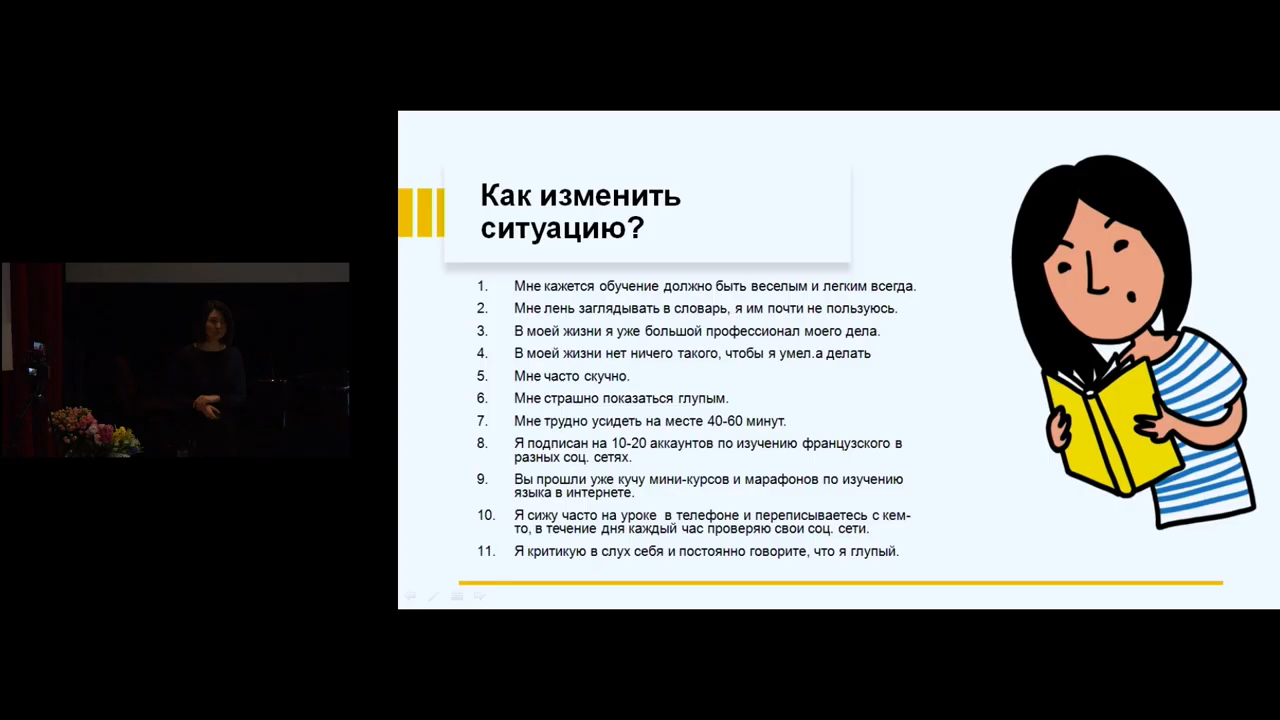 Как изменить
ситуацию?
1. Мне кажется обучение должно быть веселым и легким всегда.
2. Мне лень заглядывать в словарь, я им почти не пользуюсь.
3. В моей жизни я уже большой профессионал моего дела.
4. В моей жизни нет ничего такого, чтобы я умел.а делать
5. Мне часто скучно.
6. Мне страшно показаться глупым.
7. Мне трудно усидеть на месте 40-60 минут.
8. Я подписан на 10-20 аккаунтов по изучению французского в
разных соц. сетях.
9. Вы прошли уже кучу мини-курсов и марафонов по изучению
языка в интернете.
10. Я сижу часто на уроке в телефоне и переписываетесь с кем-
то, в течение дня каждый час проверяю свои соц. сети.
11. Я критикую в слух себя и постоянно говорите, что я глупый.